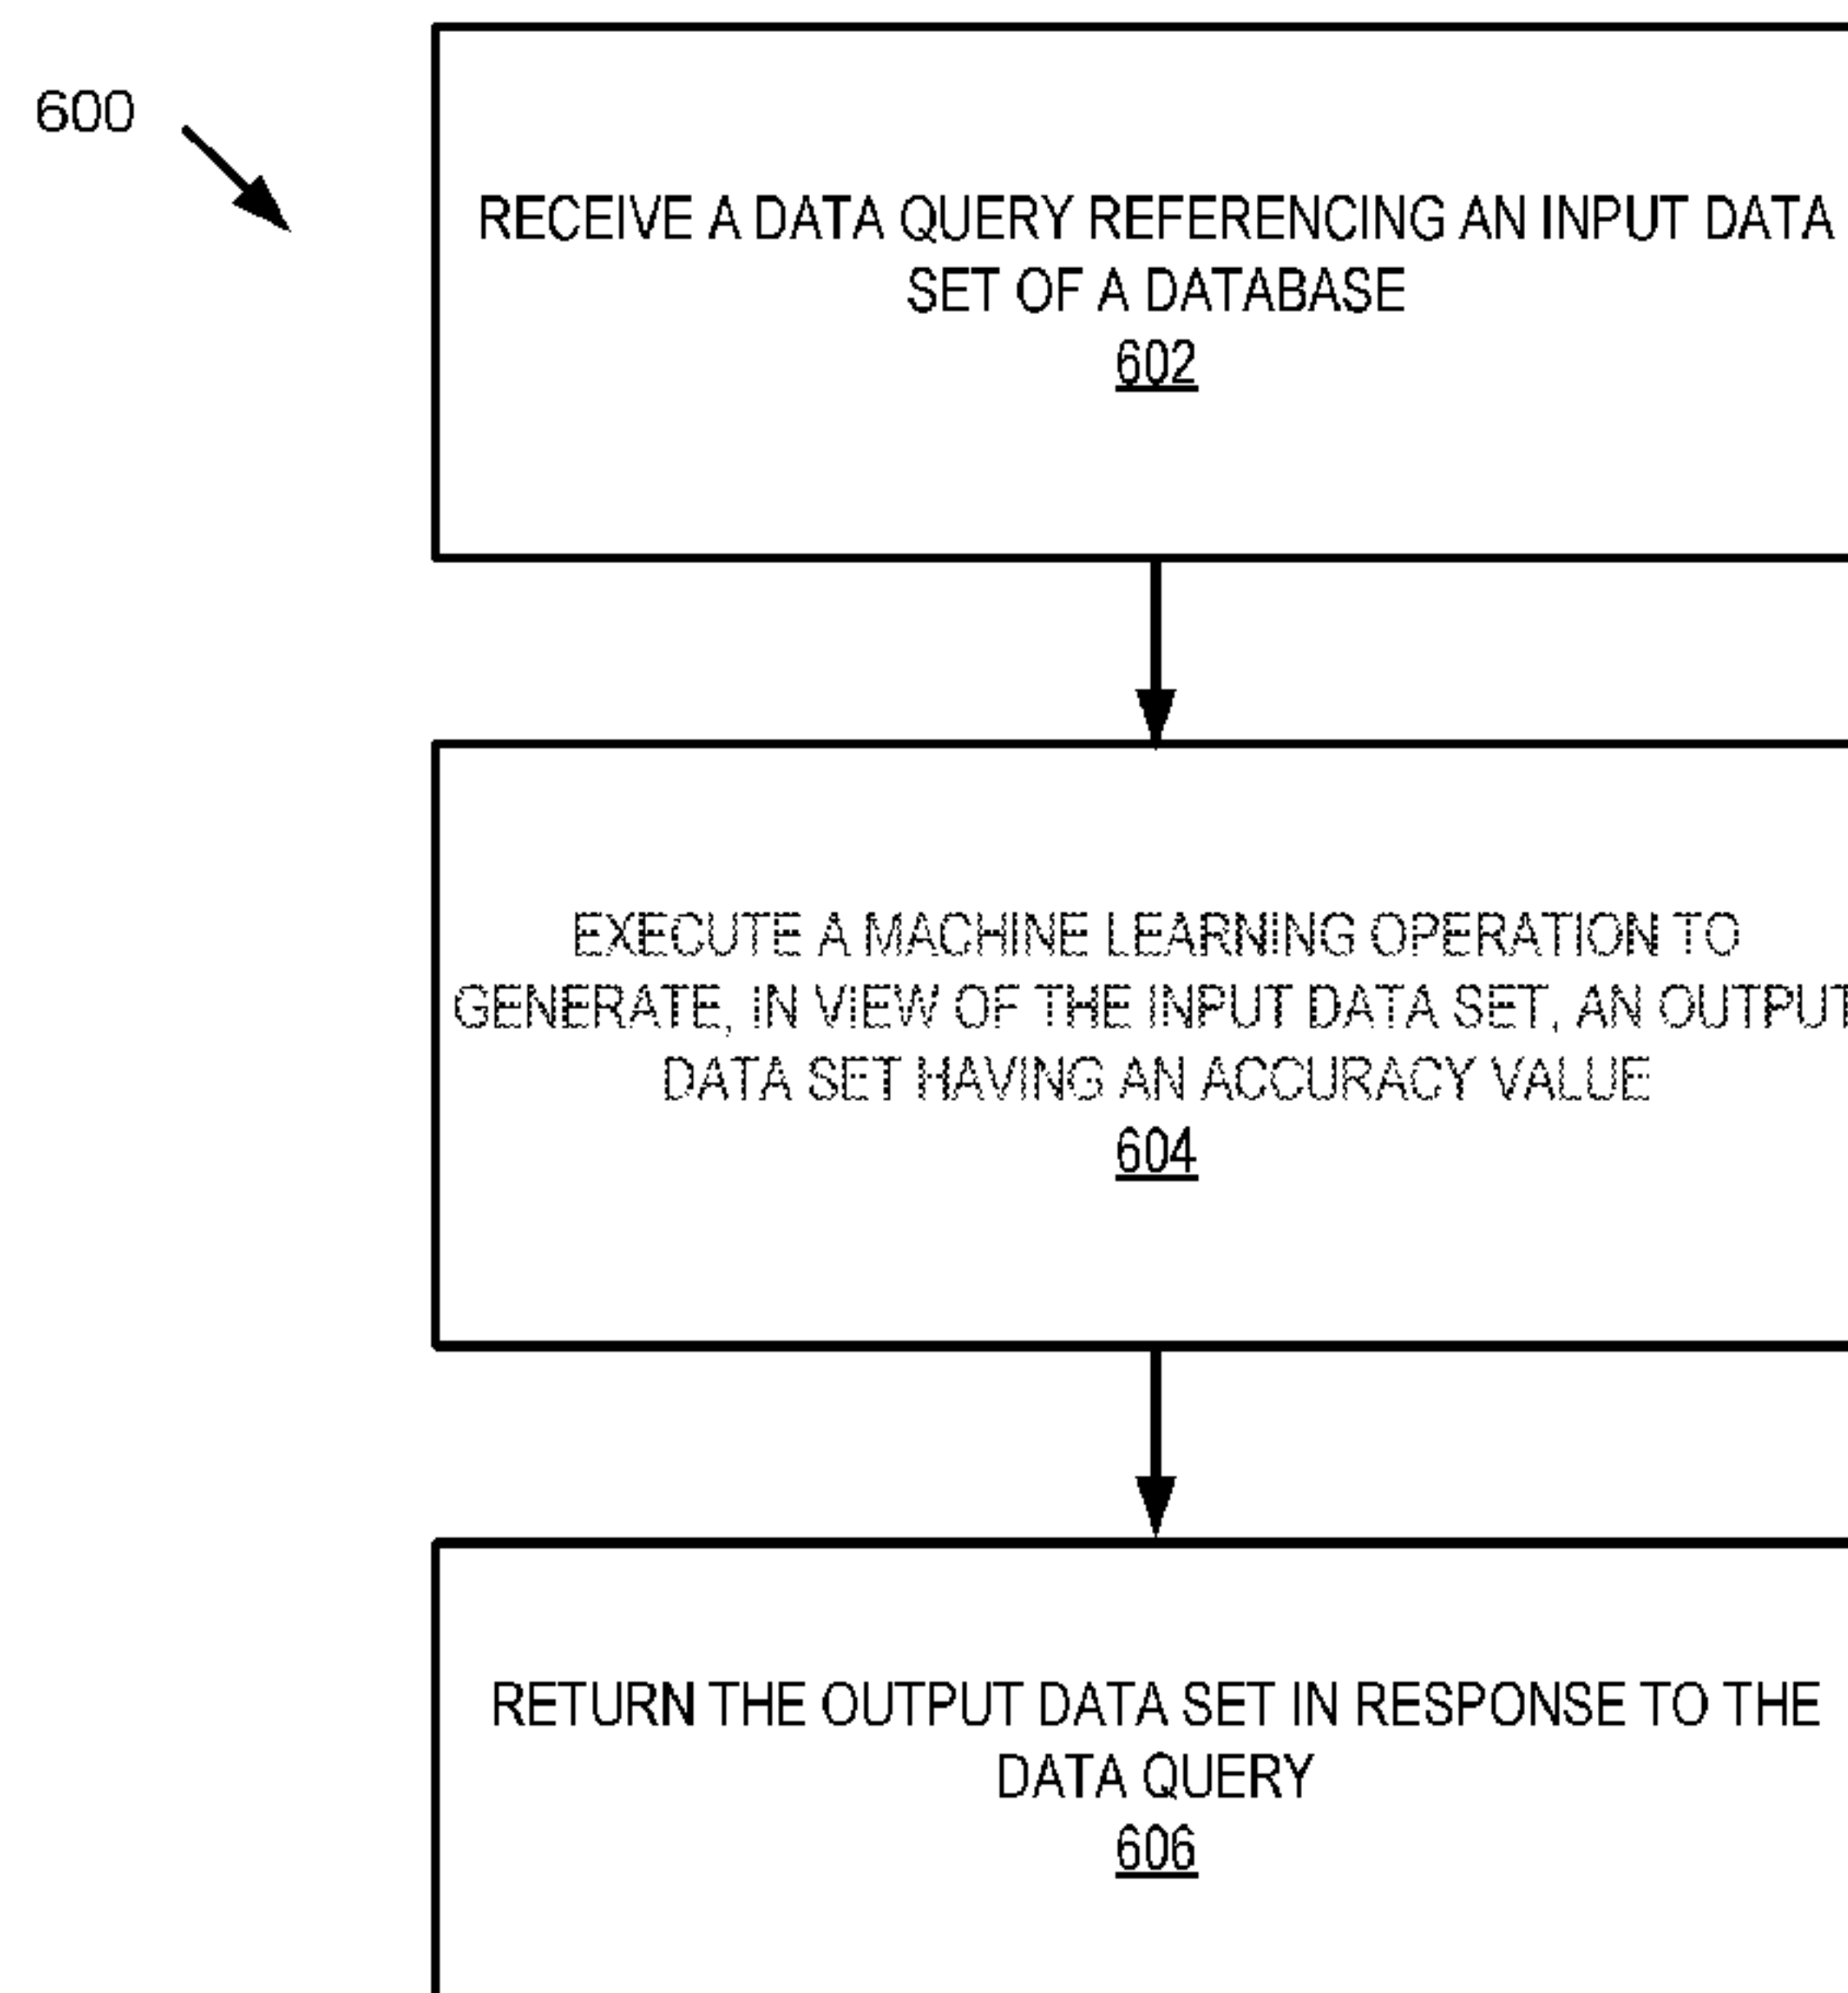 600
RECEIVE A DATA QUERY REFERENCING AN INPUT DATA
SET OF A DATABASE
602
EXECUTE A MACHINE LEARNING OPERATION TO
GENERATE, IN VIEW OF THE INPUT DATA SET, AN OUTPUT
DATA SET HAVING AN ACCURACY VALUE
604
RETURN THE OUTPUT DATA SET IN RESPONSE TO THE
DATA QUERY
606